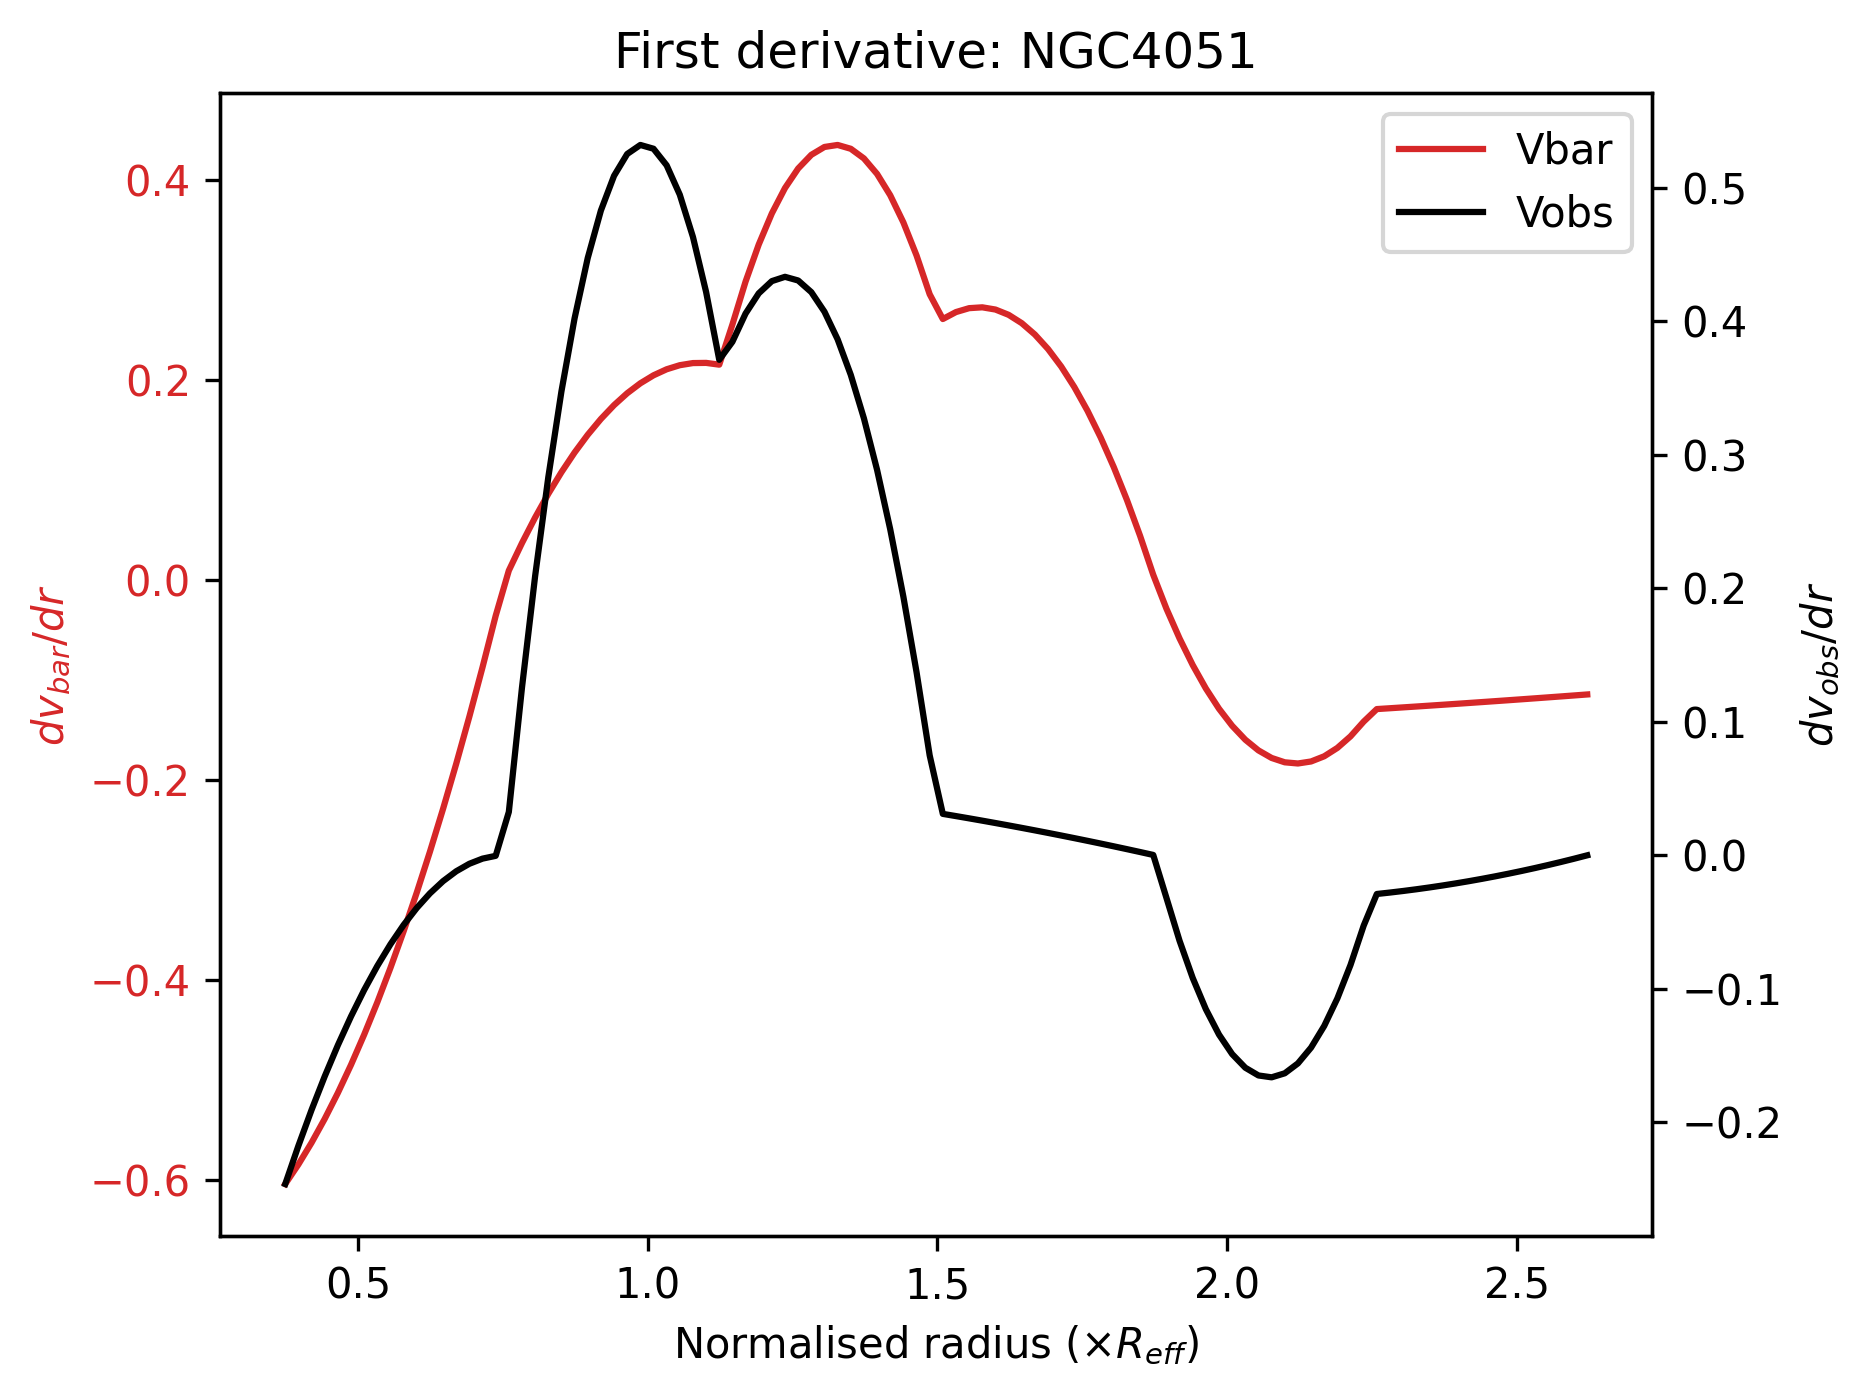 First derivative: NGC4051
Vbar
Vobs
0.4
0.2
0.0
−0.2
−0.4
−0.6
dv_bar/dr
0.5
0.4
0.3
0.2
0.1
0.0
−0.1
−0.2
dv_obs/dr
0.5 1.0 1.5 2.0 2.5
Normalised radius (×R_eff)